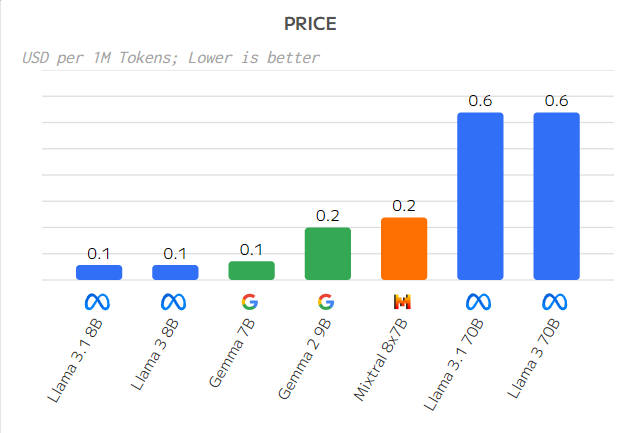 PRICE
USD per 1M Tokens; Lower is better
0.1
0.1
0.1
0.2
0.2
0.6
0.6
Llama 3.1 8B
Llama 3 8B
Gemma 7B
Gemma 2 9B
Mixtral 8x7B
Llama 3.1 70B
Llama 3 70B